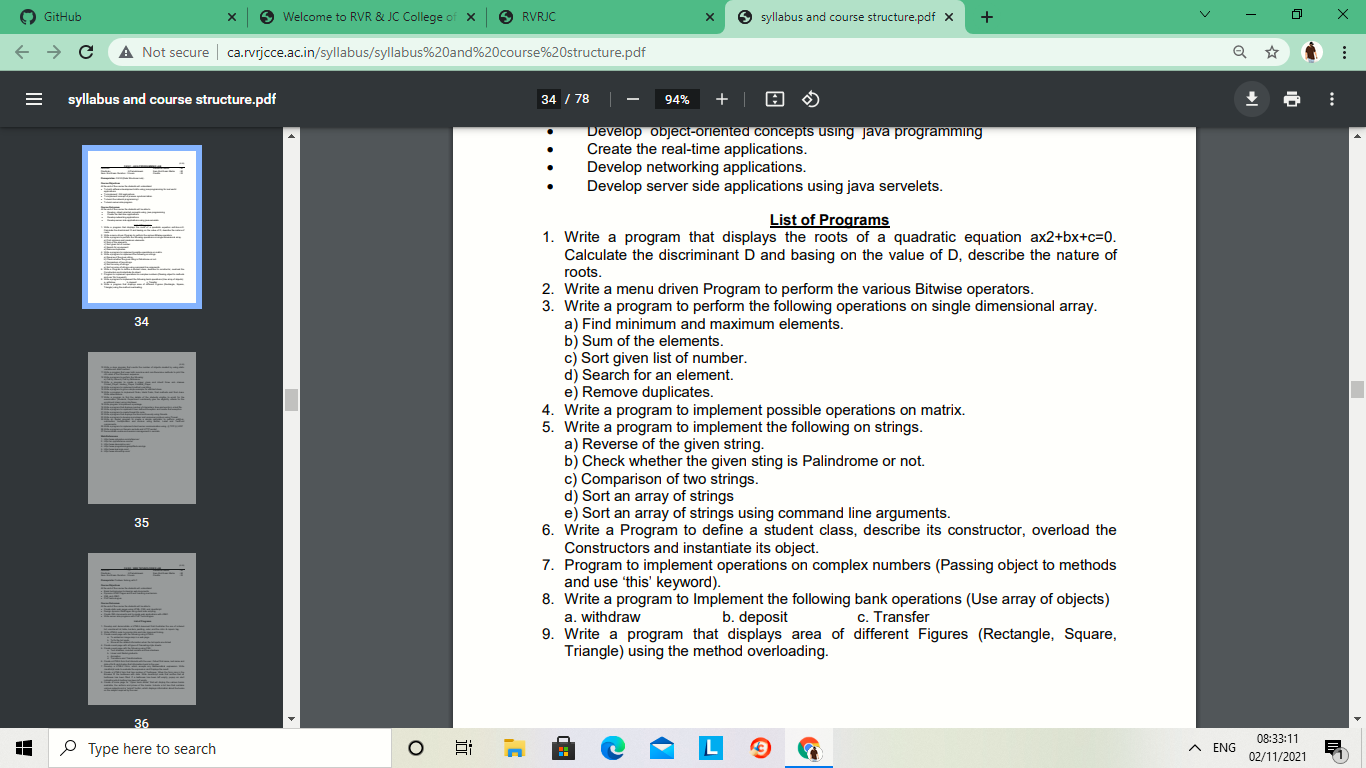 GitHub
Welcome to RVR & JC College of
RVRJC
syllabus and course structure.pdf
Not secure
ca.rvrjcce.ac.in/syllabus/syllabus%20and%20course%20structure.pdf
syllabus and course structure.pdf
34 / 78
94%
• Develop object-oriented concepts using java programming
• Create the real-time applications.
• Develop networking applications.
• Develop server side applications using java servelets.
List of Programs
1. Write a program that displays the roots of a quadratic equation ax2+bx+c=0.
Calculate the discriminant D and basing on the value of D, describe the nature of
roots.
2. Write a menu driven Program to perform the various Bitwise operators.
3. Write a program to perform the following operations on single dimensional array.
a) Find minimum and maximum elements.
b) Sum of the elements.
c) Sort given list of number.
d) Search for an element.
e) Remove duplicates.
4. Write a program to implement possible operations on matrix.
5. Write a program to implement the following on strings.
a) Reverse of the given string.
b) Check whether the given sting is Palindrome or not.
c) Comparison of two strings.
d) Sort an array of strings
e) Sort an array of strings using command line arguments.
6. Write a Program to define a student class, describe its constructor, overload the
Constructors and instantiate its object.
7. Program to implement operations on complex numbers (Passing object to methods
and use ‘this’ keyword).
8. Write a program to Implement the following bank operations (Use array of objects)
a. withdraw b. deposit c. Transfer
9. Write a program that displays area of different Figures (Rectangle, Square,
Triangle) using the method overloading.
34
35
36
Type here to search
ENG
08:33:11
02/11/2021
1